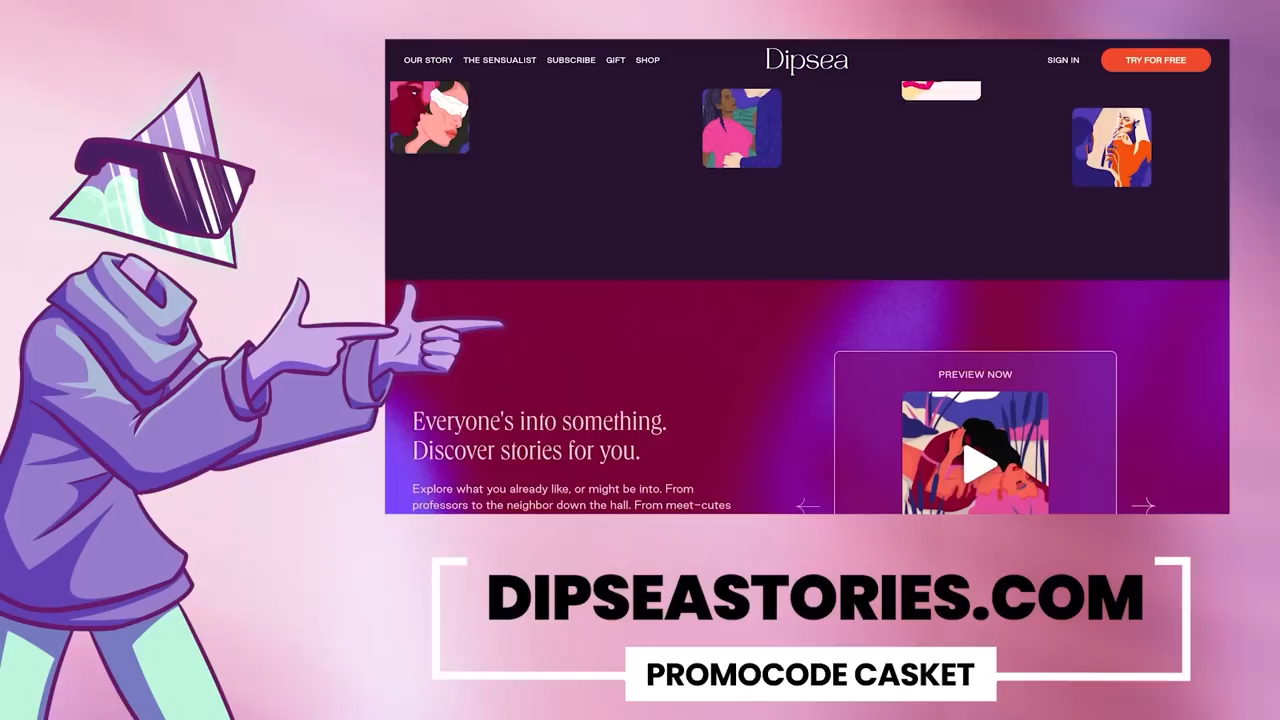 OUR STORY THE SENSUALIST SUBSCRIBE GIFT SHOP Dipsea SIGN IN TRY FOR FREE
PREVIEW NOW
Everyone's into something.
Discover stories for you.
Explore what you already like, or might be into. From
professors to the neighbor down the hall. From meet-cutes
DIPSEASTORIES.COM
PROMOCODE CASKET